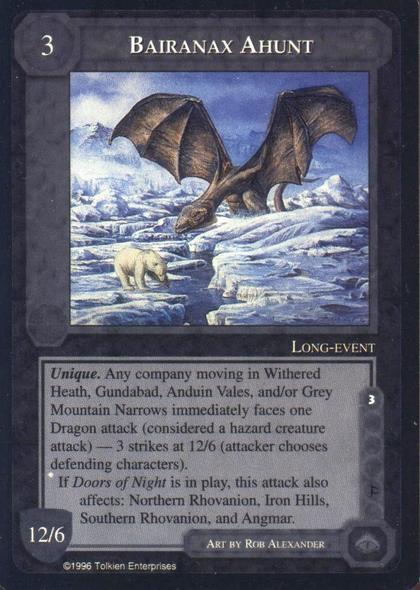 3
BAIRANAX AHUNT
LONG-EVENT
Unique. Any company moving in Withered
Heath, Gundabad, Anduin Vales, and/or Grey
Mountain Narrows immediately faces one
Dragon attack (considered a hazard creature
attack) — 3 strikes at 12/6 (attacker chooses
defending characters).
If Doors of Night is in play, this attack also
affects: Northern Rhovanion, Iron Hills,
Southern Rhovanion, and Angmar.
3
F
12/6
ART BY ROB ALEXANDER
©1996 Tolkien Enterprises